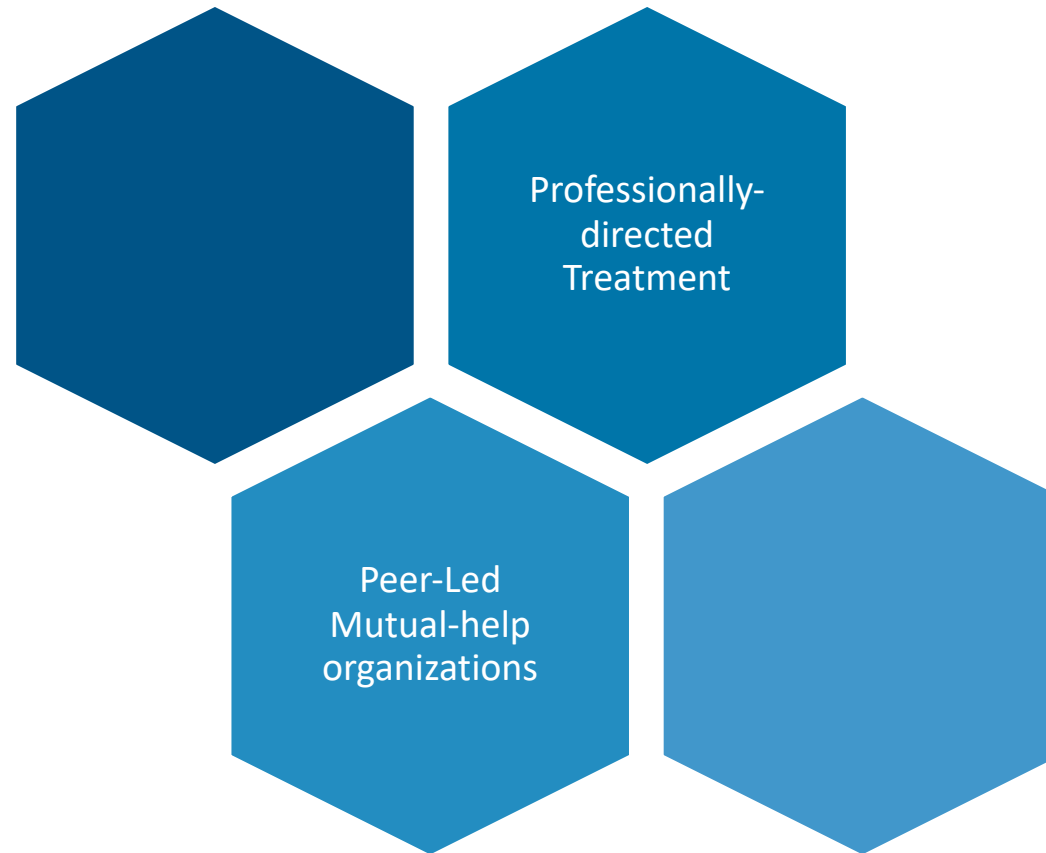 Professionally-
directed
Treatment
Peer-Led
Mutual-help
organizations